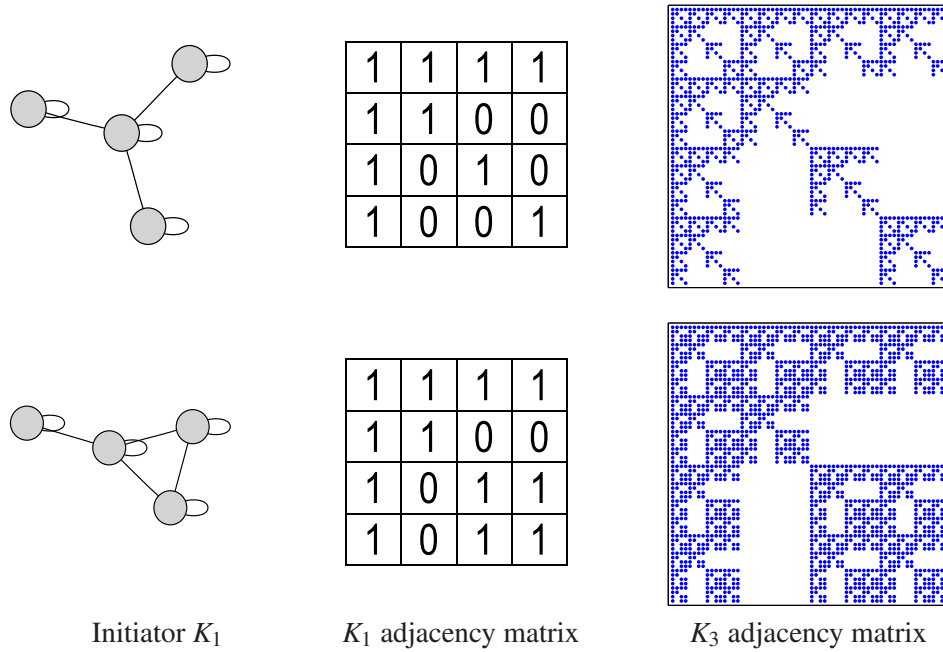 1 1 1 1
1 1 0 0
1 0 1 0
1 0 0 1
1 1 1 1
1 1 0 0
1 0 1 1
1 0 1 1
Initiator K1 K1 adjacency matrix K3 adjacency matrix